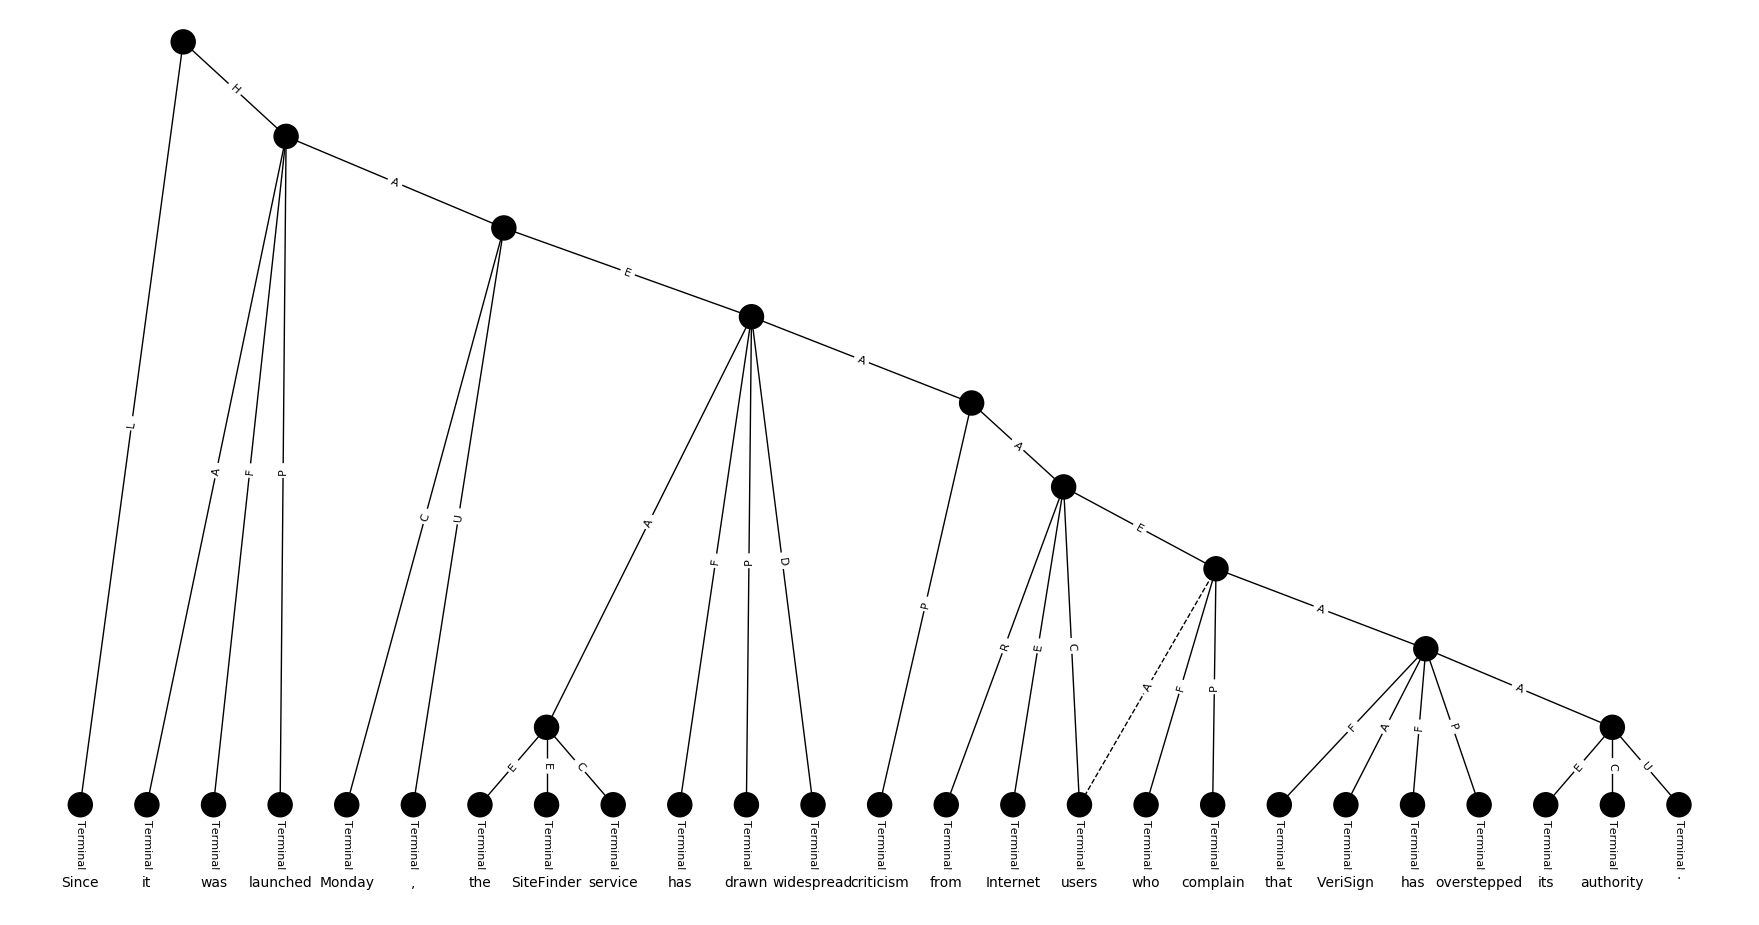 H
A
E
A
L
A
F
P
C
U
A
F
P
D
A
E
P
R
E
C
A
F
P
A
F
A
F
P
A
E
E
C
E
C
U
Terminal Terminal Terminal Terminal Terminal Terminal Terminal Terminal Terminal Terminal Terminal Terminal Terminal Terminal Terminal Terminal Terminal Terminal Terminal Terminal Terminal Terminal Terminal Terminal Terminal
Since it was launched Monday , the SiteFinder service has drawn widespread criticism from Internet users who complain that VeriSign has overstepped its authority .